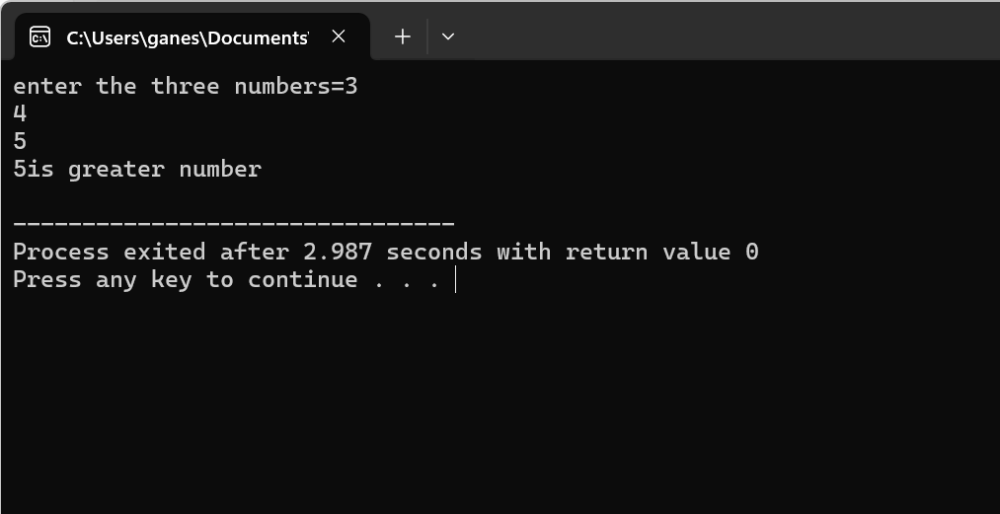 C:\Users\ganes\Documents'
enter the three numbers=3
4
5
5is greater number
--------------------------------
Process exited after 2.987 seconds with return value 0
Press any key to continue . . .